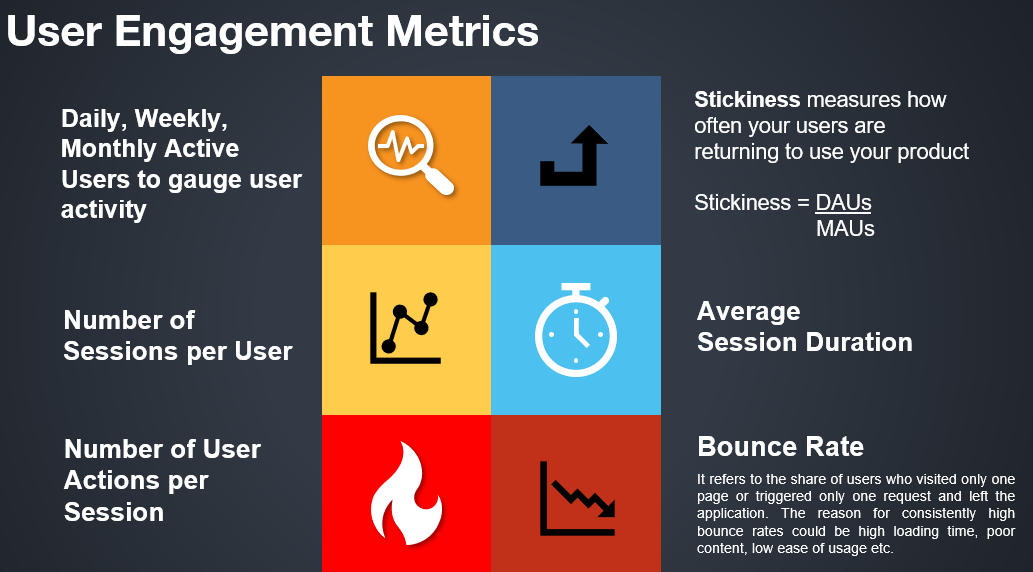 User Engagement Metrics
Daily, Weekly,
Monthly Active
Users to gauge user
activity
Stickiness measures how
often your users are
returning to use your product
Stickiness = DAUs
MAUs
Number of
Sessions per User
Average
Session Duration
Number of User
Actions per
Session
Bounce Rate
It refers to the share of users who visited only one
page or triggered only one request and left the
application. The reason for consistently high
bounce rates could be high loading time, poor
content, low ease of usage etc.